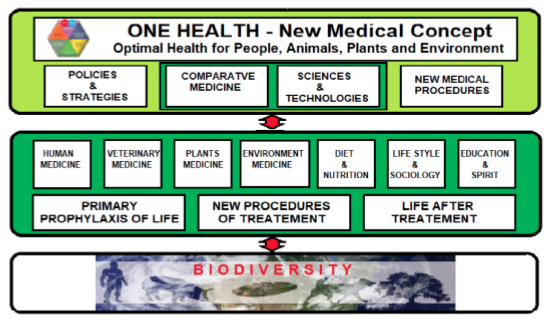 ONE HEALTH - New Medical Concept
Optimal Health for People, Animals, Plants and Environment
POLICIES
&
STRATEGIES
COMPARATVE
MEDICINE
SCIENCES
&
TECHNOLOGIES
NEW MEDICAL
PROCEDURES
HUMAN
MEDICINE
VETERINARY
MEDICINE
PLANTS
MEDICINE
ENVIRONMENT
MEDICINE
DIET
&
NUTRITION
LIFE STYLE
&
SOCIOLOGY
EDUCATION
&
SPIRIT
PRIMARY
PROPHYLAXIS OF LIFE
NEW PROCEDURES
OF TREATEMENT
LIFE AFTER
TREATEMENT
BIODIVERSITY